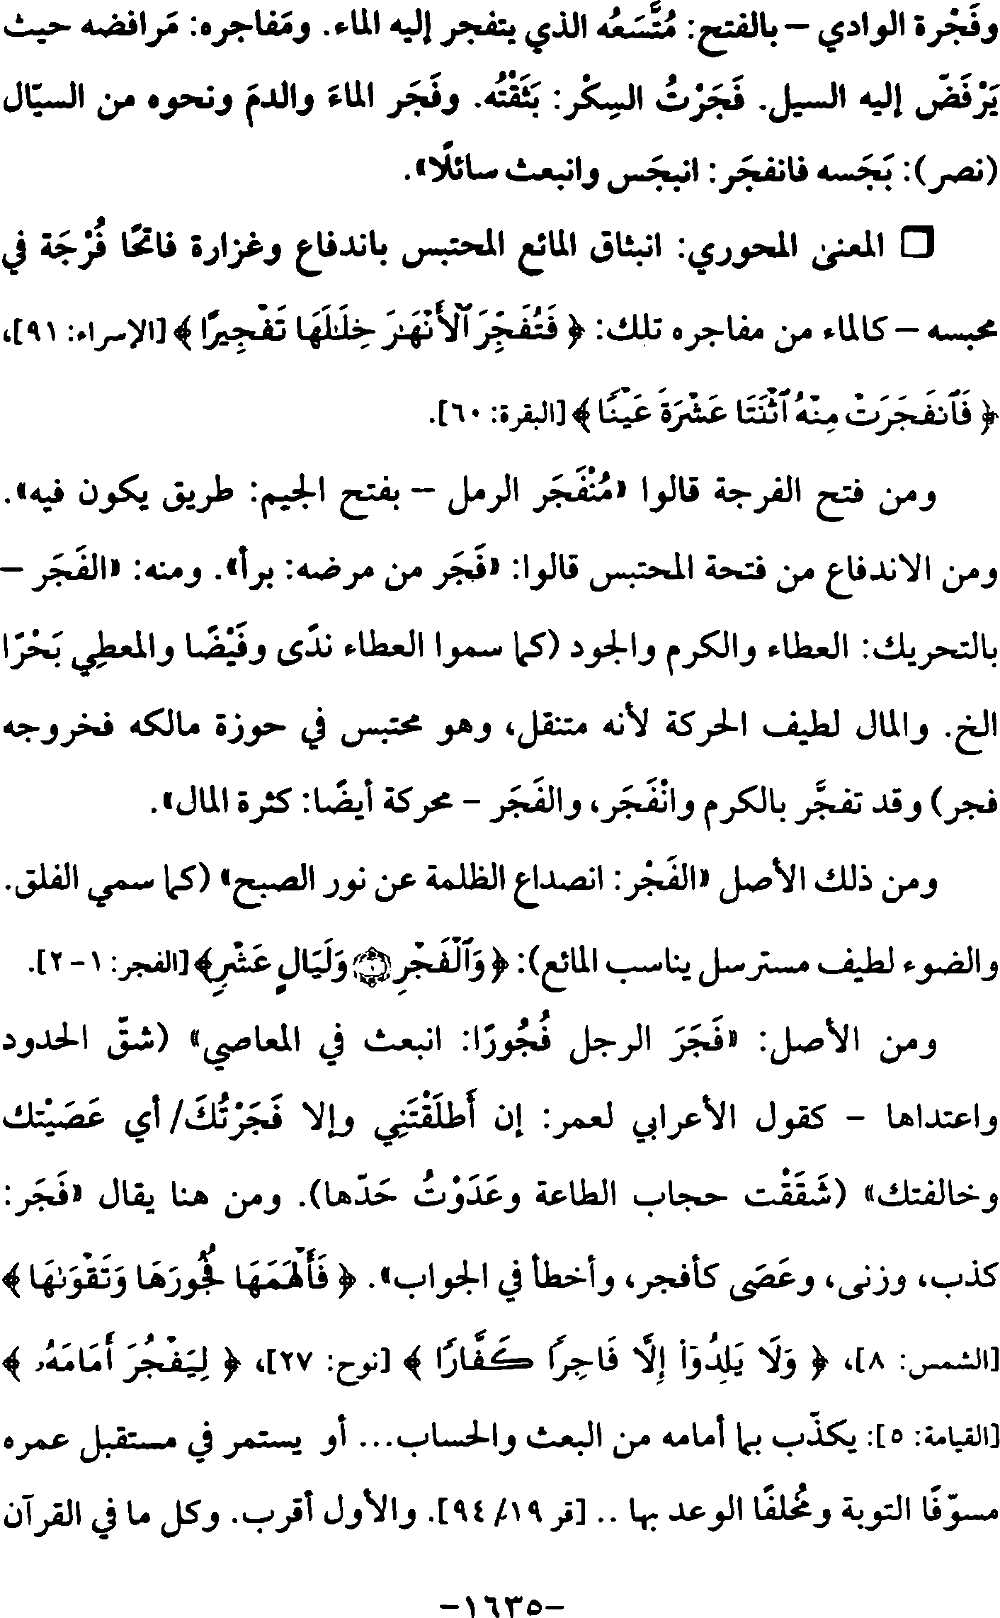 وفَجْرة الوادي – بالفتح: مُتَّسَعُه الذي يتفجر إليه الماء. ومَفاجره: مَرافضه حيث
يَرْفَضّ إليه السيل. فَجَرْتُ السِكْر: بَثَقْتُه. وفَجَر الماءَ والدمَ ونحوه من السيّال
(نصر): بَجَسه فانفجَر: انبجَس وانبعث سائلًا».
□ المعنى المحوري: انبثاق المائع المحتبس باندفاع وغزارة فاتحًا فُرْجَة في
محبسه – كالماء من مفاجره تلك: ﴿ فَتُفَجِّرَ ٱلْأَنْهَٰرَ خِلَٰلَهَا تَفْجِيرًا ﴾ [الإسراء: ٩١]،
﴿ فَٱنفَجَرَتْ مِنْهُ ٱثْنَتَا عَشْرَةَ عَيْنًا ﴾ [البقرة: ٦٠].
ومن فتح الفرجة قالوا «مُنْفَجَر الرمل – بفتح الجيم: طريق يكون فيه».
ومن الاندفاع من فتحة المحتبس قالوا: «فَجَر من مرضه: برأ». ومنه: «الفَجَر –
بالتحريك: العطاء والكرم والجود (كما سموا العطاء ندًى وفَيْضًا والمعطِي بَحْرًا
الخ. والمال لطيف الحركة لأنه متنقل، وهو محتبس في حوزة مالكه فخروجه
فجر) وقد تفجَّر بالكرم وانْفَجَر، والفَجَر – محركة أيضًا: كثرة المال».
ومن ذلك الأصل «الفَجْر: انصداع الظلمة عن نور الصبح» (كما سمي الفلق.
والضوء لطيف مسترسل يناسب المائع): ﴿ وَٱلْفَجْرِ ۝١ وَلَيَالٍ عَشْرٍ ﴾ [الفجر: ١-٢].
ومن الأصل: «فَجَرَ الرجل فُجُورًا: انبعث في المعاصي» (شقّ الحدود
واعتداها – كقول الأعرابي لعمر: إن أَطلَقْتَنِي وإلا فَجَرْتُكَ/ أي عَصَيْتك
وخالفتك» (شَقَقْت حجاب الطاعة وعَدَوْتُ حَدّها). ومن هنا يقال «فَجَر:
كذب، وزنى، وعَصَى كأفجر، وأخطأ في الجواب». ﴿ فَأَلْهَمَهَا فُجُورَهَا وَتَقْوَىٰهَا ﴾
[الشمس: ٨]، ﴿ وَلَا يَلِدُوٓا۟ إِلَّا فَاجِرًا كَفَّارًا ﴾ [نوح: ٢٧]، ﴿ لِيَفْجُرَ أَمَامَهُۥ ﴾
[القيامة: ٥]: يكذّب بما أمامه من البعث والحساب... أو يستمر في مستقبل عمره
مسوّفًا التوبة ومُخلفًا الوعد بها .. [قر ١٩/ ٩٤]. والأول أقرب. وكل ما في القرآن
-١٦٣٥-